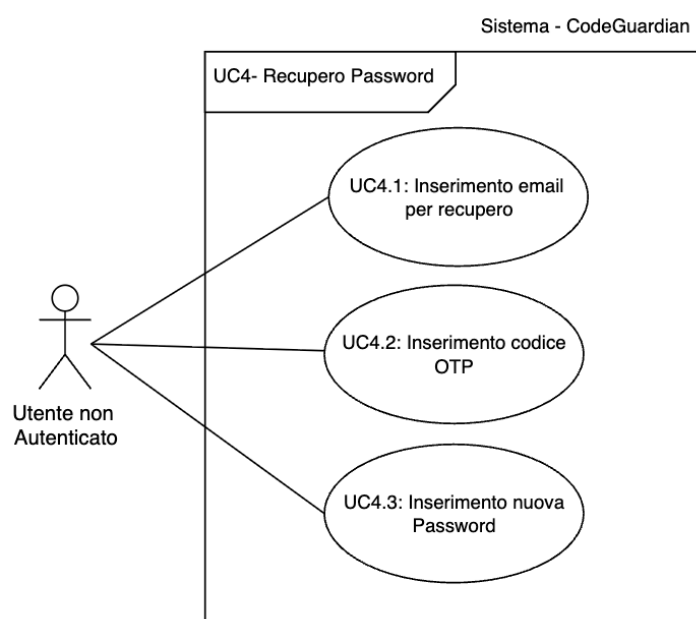 Sistema - CodeGuardian
UC4- Recupero Password
UC4.1: Inserimento email
per recupero
UC4.2: Inserimento codice
OTP
Utente non
Autenticato
UC4.3: Inserimento nuova
Password